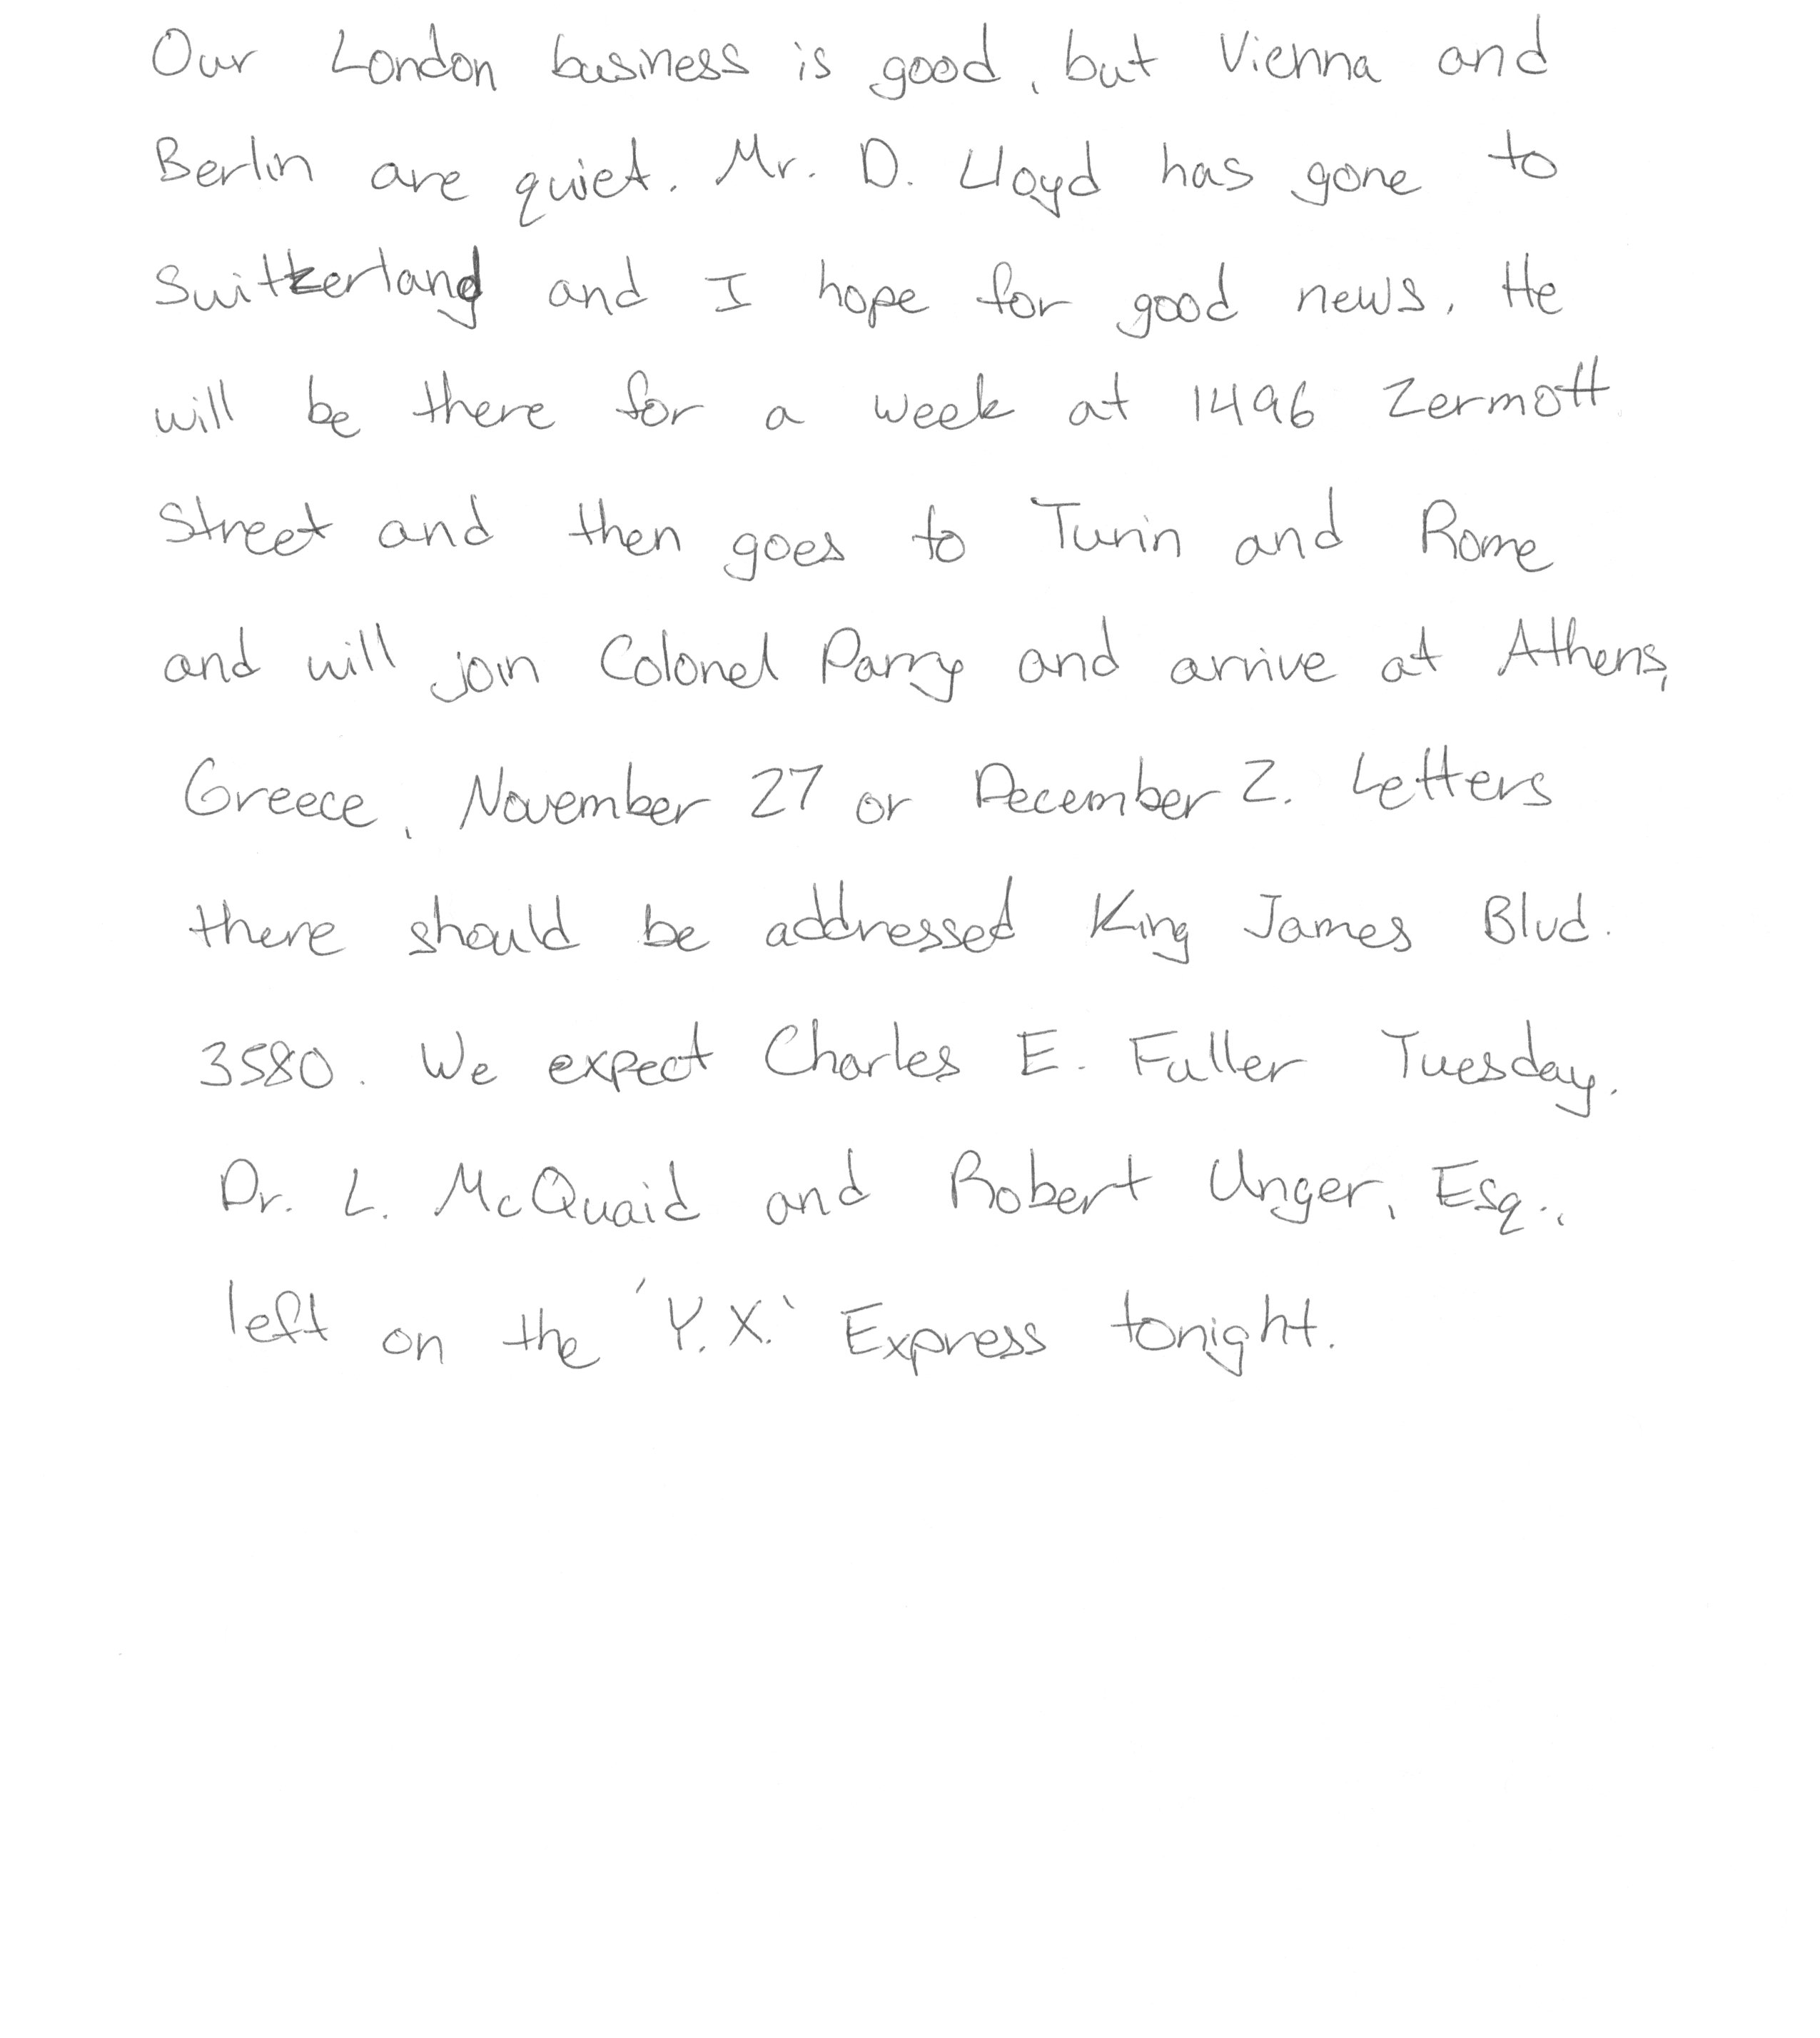 Our London business is good, but Vienna and
Berlin are quiet. Mr. D. Lloyd has gone to
Switzerland and I hope for good news. He
will be there for a week at 1496 Zermott
Street and then goes to Turin and Rome
and will join Colonel Parry and arrive at Athens,
Greece, November 27 or December 2. Letters
there should be addressed King James Blvd.
3580. We expect Charles E. Fuller Tuesday.
Dr. L. McQuaid and Robert Unger, Esq.,
left on the 'Y.X.' Express tonight.